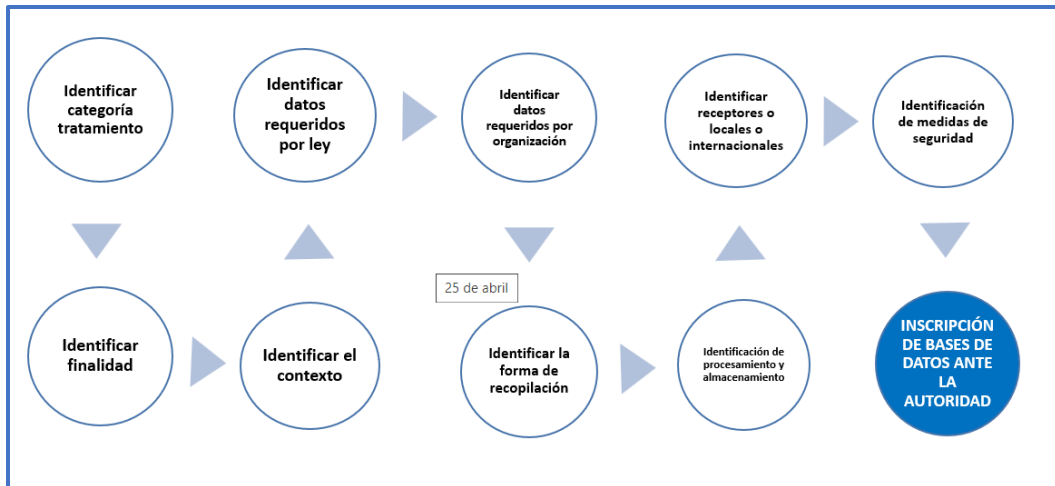 Identificar
categoría
tratamiento
Identificar
finalidad
Identificar el
contexto
Identificar
datos
requeridos
por ley
Identificar
datos
requeridos por
organización
25 de abril
Identificar la
forma de
recopilación
Identificación de
procesamiento y
almacenamiento
Identificar
receptores o
locales o
internacionales
Identificación
de medidas de
seguridad
INSCRIPCIÓN
DE BASES DE
DATOS ANTE
LA
AUTORIDAD